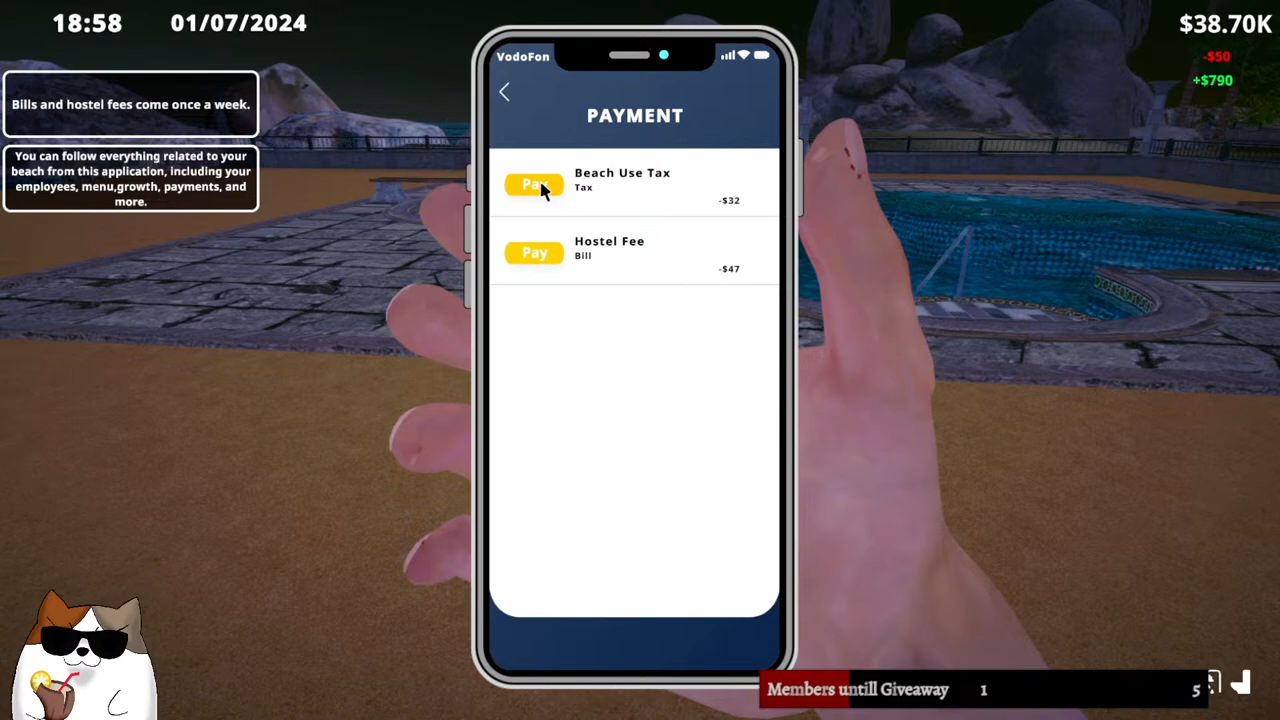 18:58
01/07/2024
$38.70K
-$50
+$790
Bills and hostel fees come once a week.
You can follow everything related to your
beach from this application, including your
employees, menu,growth, payments, and
more.
VodoFon
PAYMENT
Pay
Beach Use Tax
Tax
-$32
Pay
Hostel Fee
Bill
-$47
Members untill Giveaway 1 5